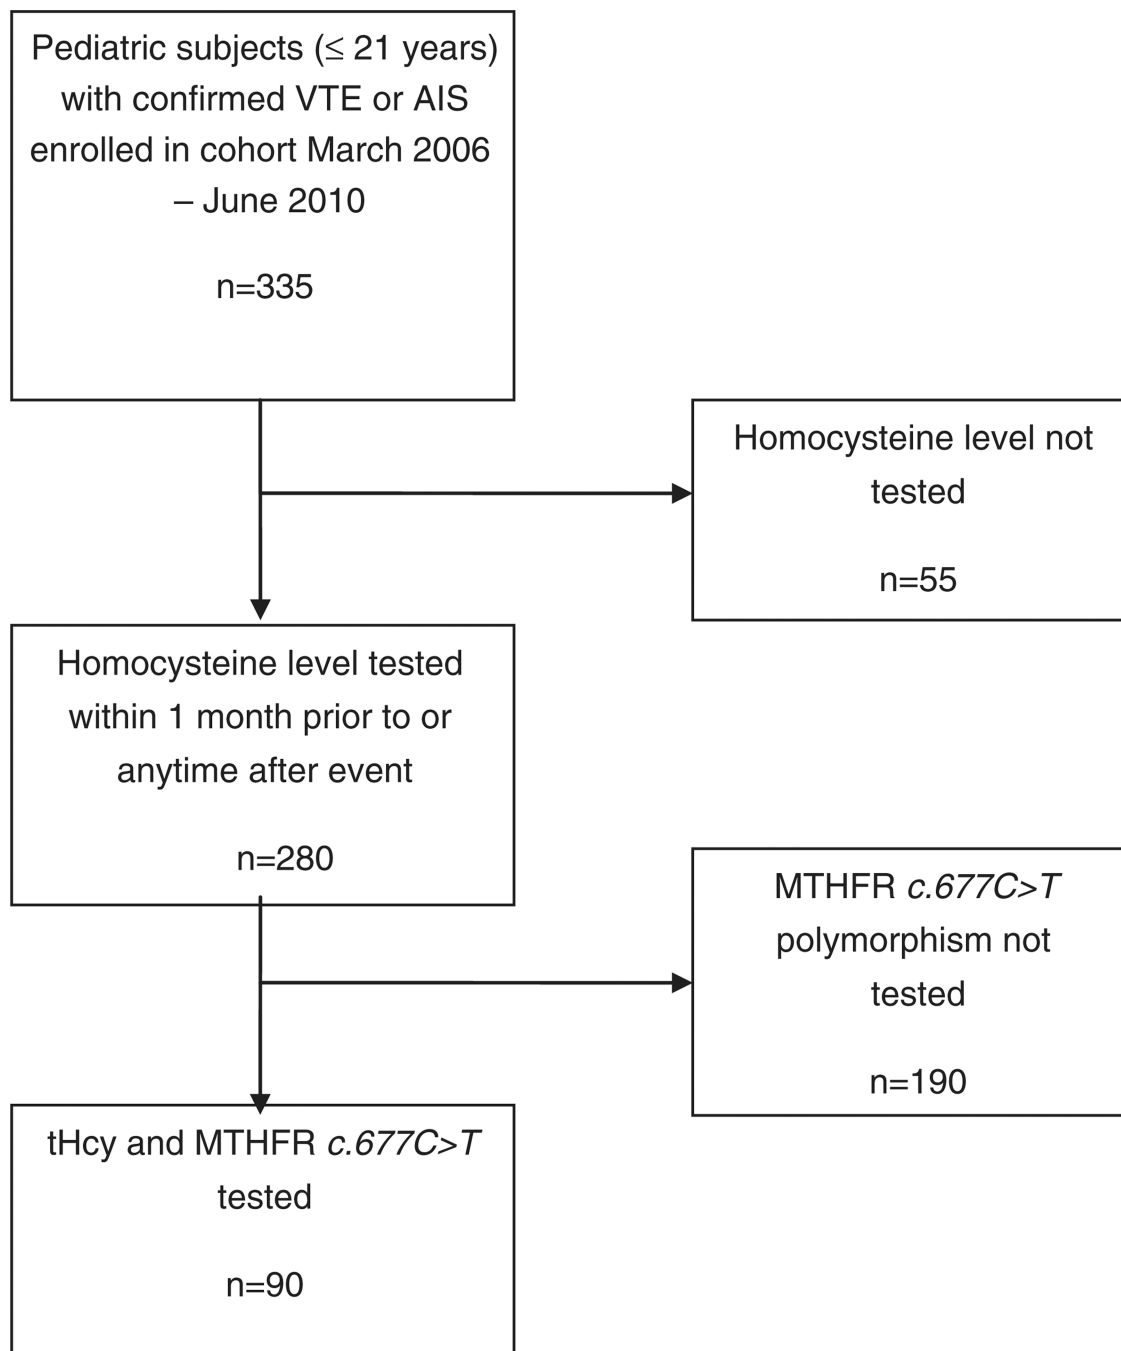 Pediatric subjects (≤ 21 years)
with confirmed VTE or AIS
enrolled in cohort March 2006
– June 2010
n=335
Homocysteine level not
tested
n=55
Homocysteine level tested
within 1 month prior to or
anytime after event
n=280
MTHFR c.677C>T
polymorphism not
tested
n=190
tHcy and MTHFR c.677C>T
tested
n=90